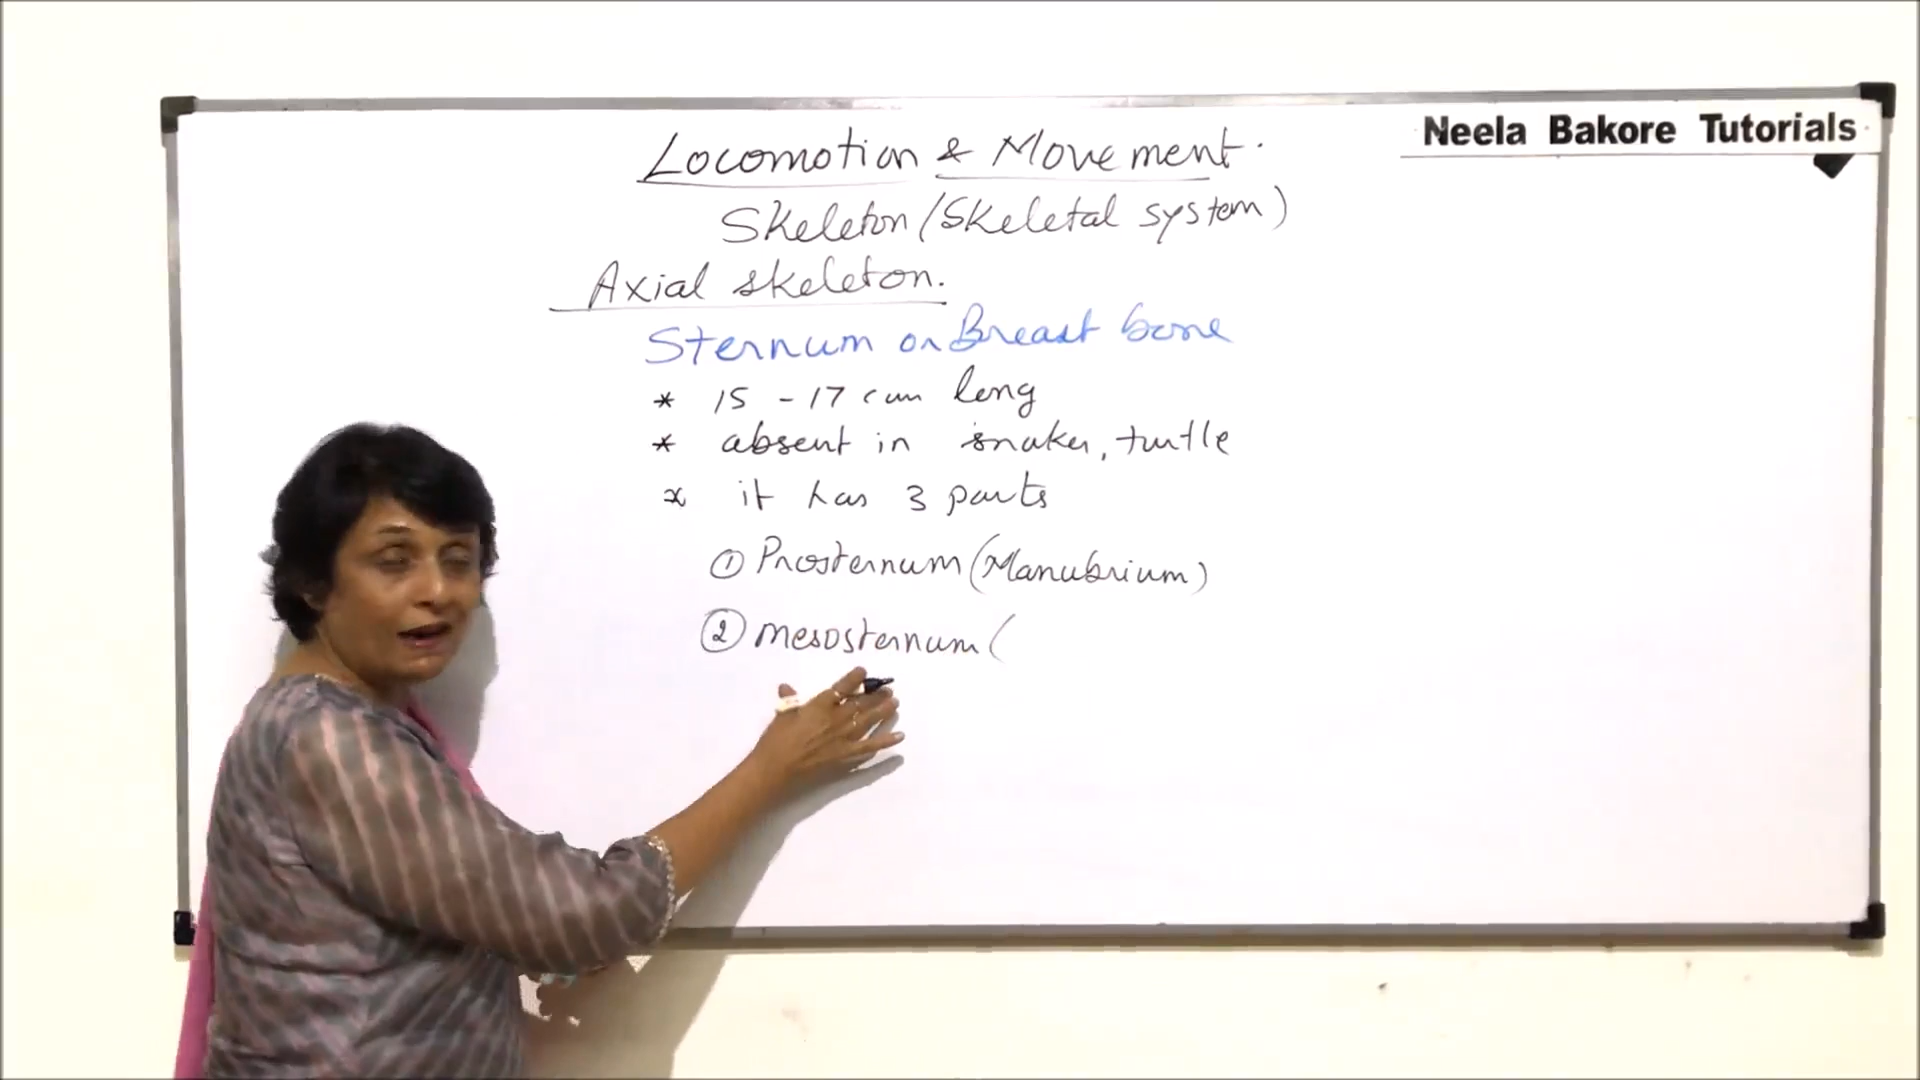 Neela Bakore Tutorials
Locomotion & Movement.
Skeleton (Skeletal system)
Axial skeleton.
Sternum or Breast bone
* 15 - 17 cm long
* absent in snakes, turtle
* it has 3 parts
① Prosternum (Manubrium)
② Mesosternum (